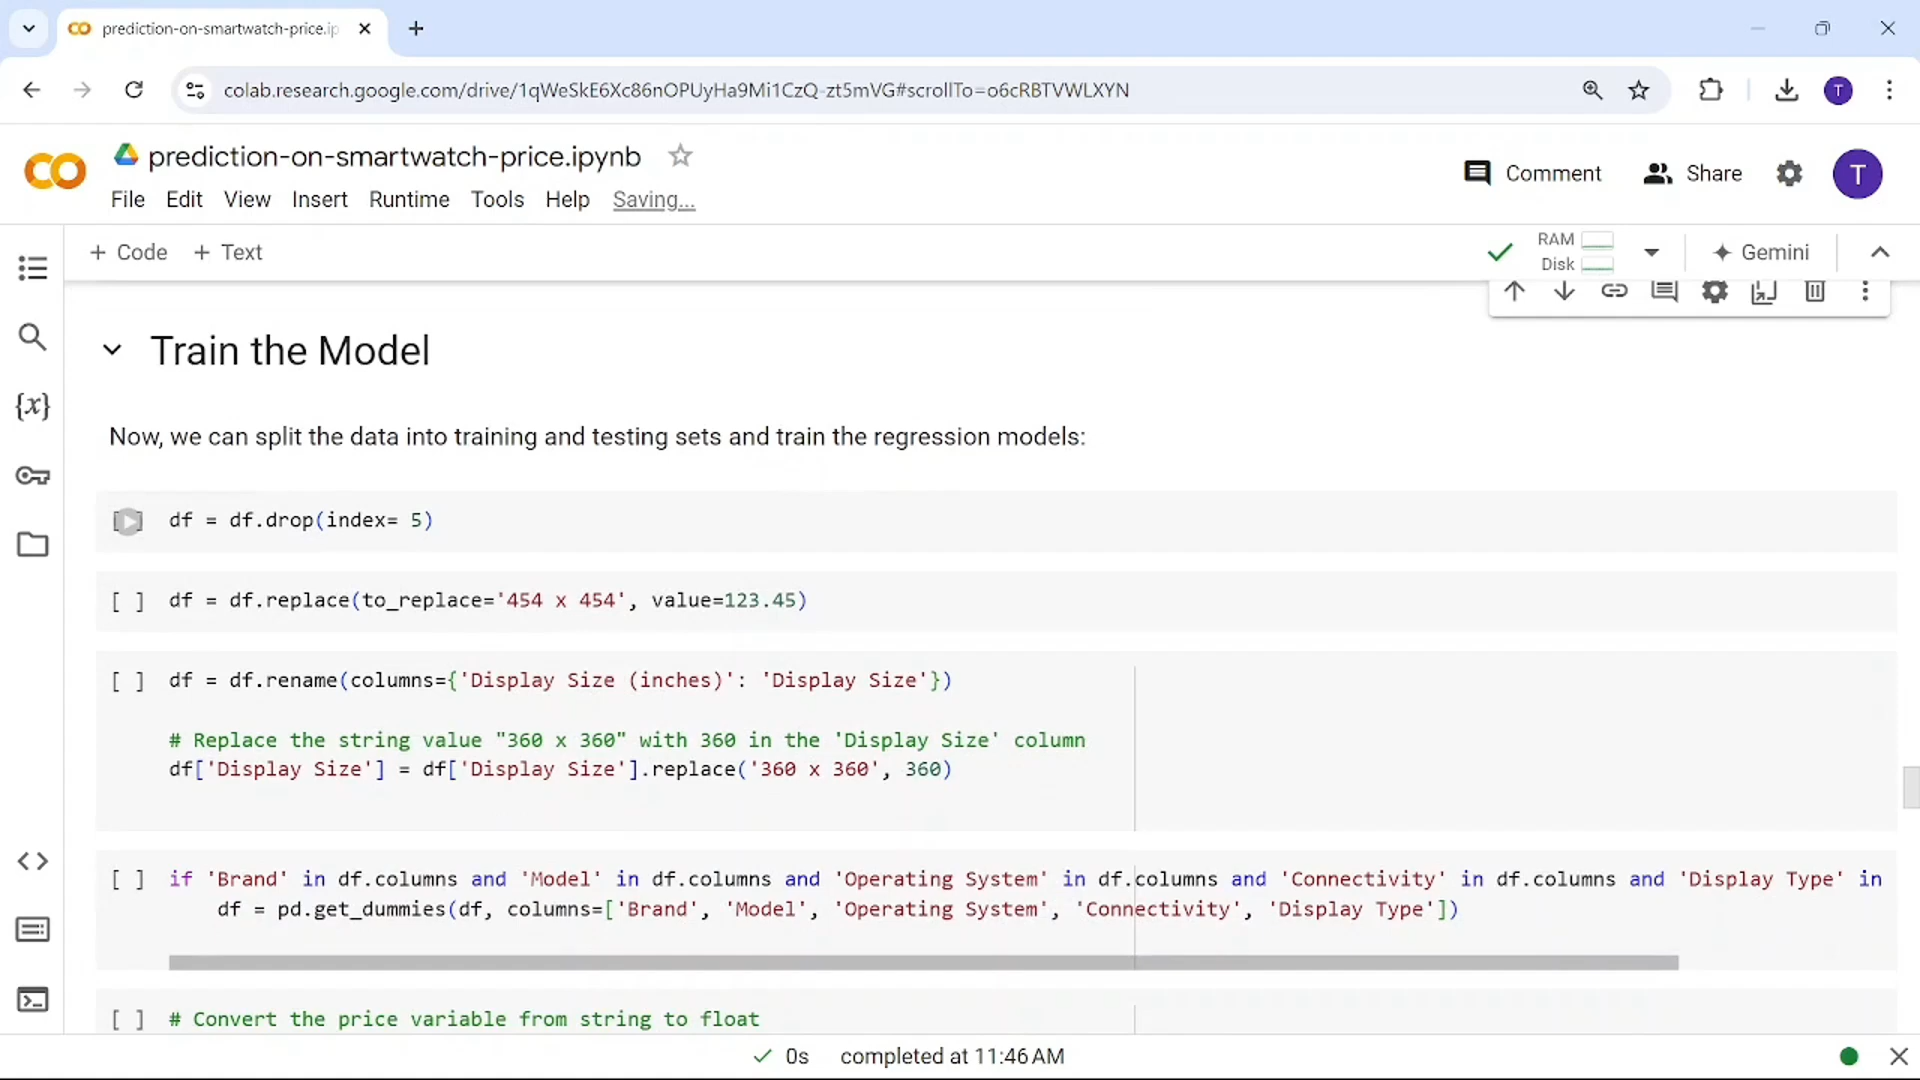 prediction-on-smartwatch-price.ip
colab.research.google.com/drive/1qWeSkE6Xc86nOPUyHa9Mi1CzQ-zt5mVG#scrollTo=o6cRBTVWLXYN
T
CO
prediction-on-smartwatch-price.ipynb
Comment
Share
T
File Edit View Insert Runtime Tools Help Saving...
+ Code + Text
RAM
Disk
Gemini
Train the Model
{x}
Now, we can split the data into training and testing sets and train the regression models:
df = df.drop(index= 5)
[ ] df = df.replace(to_replace='454 x 454', value=123.45)
[ ] df = df.rename(columns={'Display Size (inches)': 'Display Size'})
# Replace the string value "360 x 360" with 360 in the 'Display Size' column
df['Display Size'] = df['Display Size'].replace('360 x 360', 360)
[ ] if 'Brand' in df.columns and 'Model' in df.columns and 'Operating System' in df.columns and 'Connectivity' in df.columns and 'Display Type' in
df = pd.get_dummies(df, columns=['Brand', 'Model', 'Operating System', 'Connectivity', 'Display Type'])
[ ] # Convert the price variable from string to float
0s completed at 11:46 AM